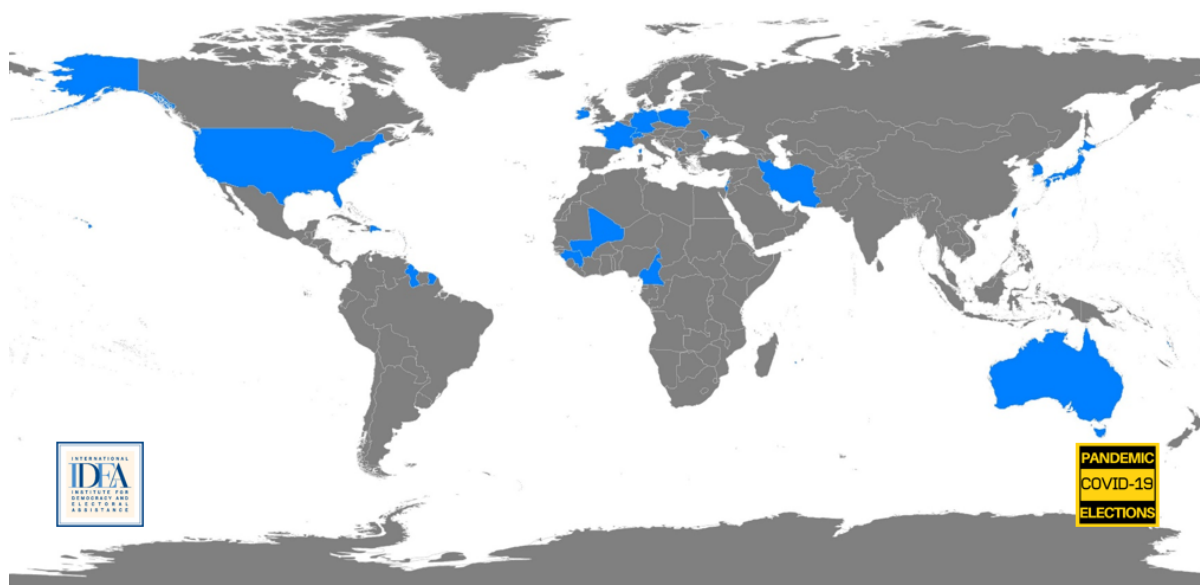 INTERNATIONAL
IDEA
INSTITUTE FOR
DEMOCRACY AND
ELECTORAL
ASSISTANCE
PANDEMIC
COVID-19
ELECTIONS